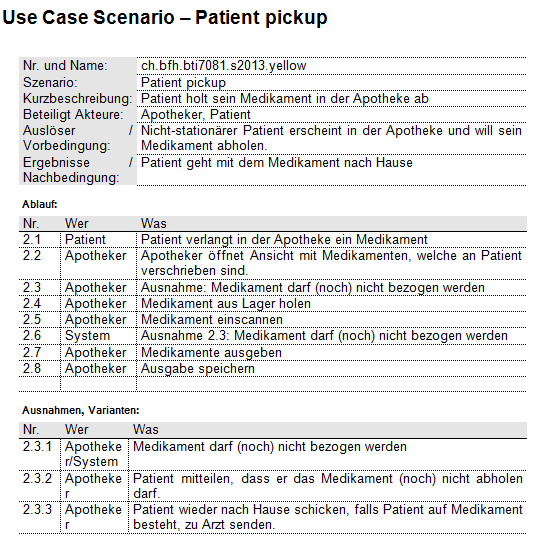 Use Case Scenario – Patient pickup
Nr. und Name: ch.bfh.bti7081.s2013.yellow
Szenario: Patient pickup
Kurzbeschreibung: Patient holt sein Medikament in der Apotheke ab
Beteiligt Akteure: Apotheker, Patient
Auslöser / Nicht-stationärer Patient erscheint in der Apotheke und will sein
Vorbedingung: Medikament abholen.
Ergebnisse / Patient geht mit dem Medikament nach Hause
Nachbedingung:
Ablauf:
Nr. Wer Was
2.1 Patient Patient verlangt in der Apotheke ein Medikament
2.2 Apotheker Apotheker öffnet Ansicht mit Medikamenten, welche an Patient
verschrieben sind.
2.3 Apotheker Ausnahme: Medikament darf (noch) nicht bezogen werden
2.4 Apotheker Medikament aus Lager holen
2.5 Apotheker Medikament einscannen
2.6 System Ausnahme 2.3: Medikament darf (noch) nicht bezogen werden
2.7 Apotheker Medikamente ausgeben
2.8 Apotheker Ausgabe speichern
Ausnahmen, Varianten:
Nr. Wer Was
2.3.1 Apotheke Medikament darf (noch) nicht bezogen werden
r/System
2.3.2 Apotheke Patient mitteilen, dass er das Medikament (noch) nicht abholen
r darf.
2.3.3 Apotheke Patient wieder nach Hause schicken, falls Patient auf Medikament
r besteht, zu Arzt senden.